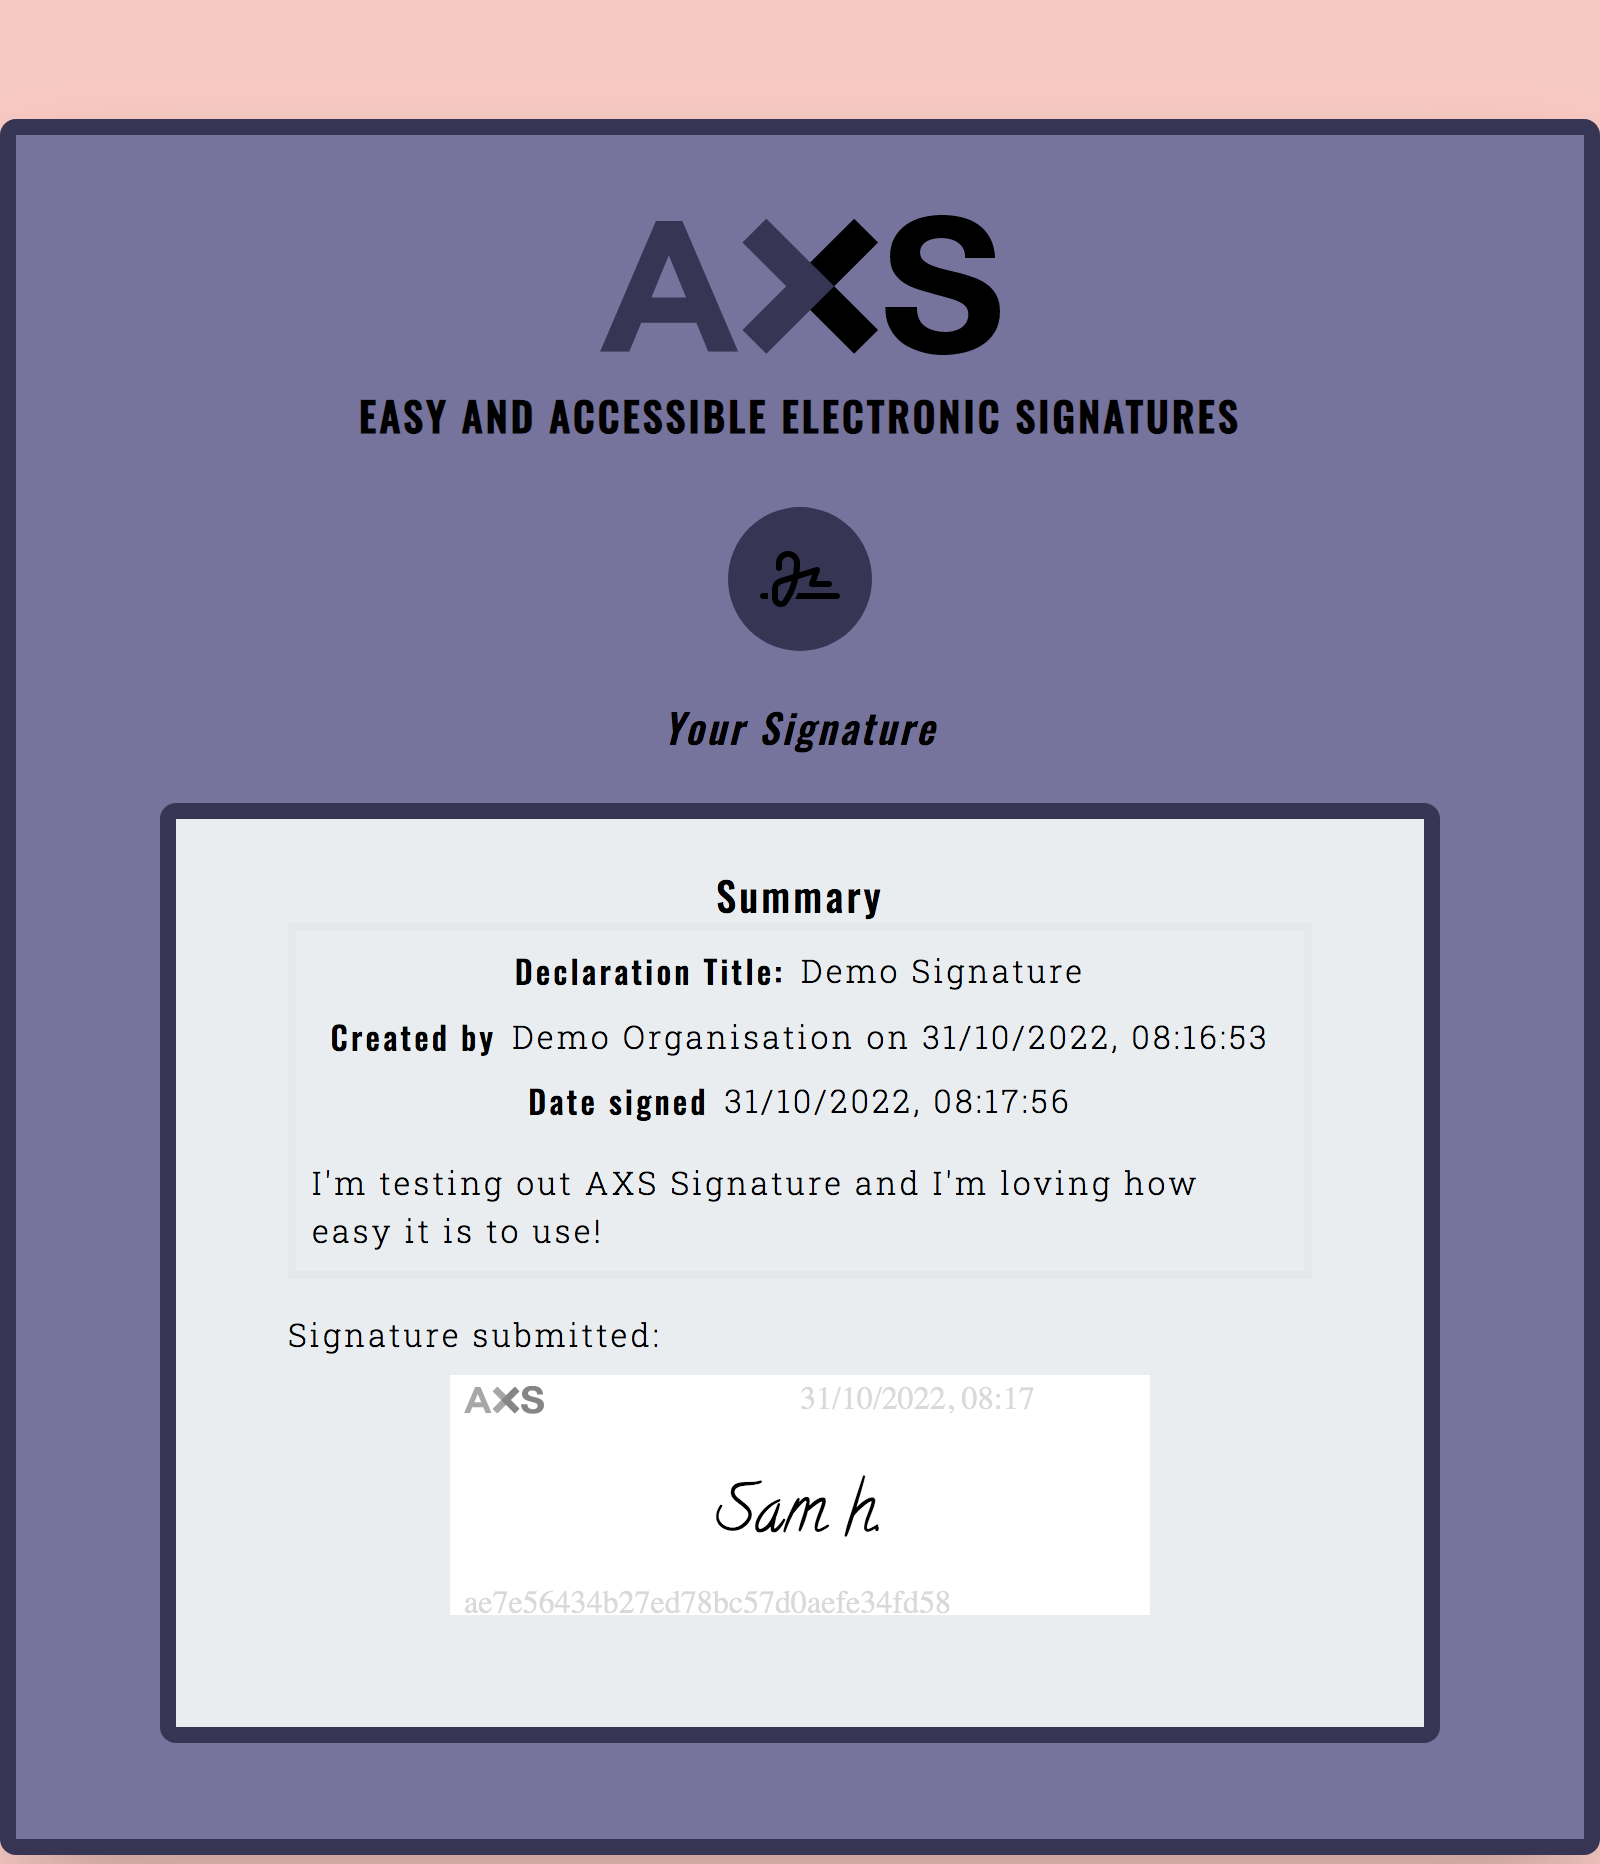 AXS
EASY AND ACCESSIBLE ELECTRONIC SIGNATURES
Your Signature
Summary
Declaration Title: Demo Signature
Created by Demo Organisation on 31/10/2022, 08:16:53
Date signed 31/10/2022, 08:17:56
I'm testing out AXS Signature and I'm loving how
easy it is to use!
Signature submitted:
AXS 31/10/2022, 08:17
Sam h.
ae7e56434b27ed78bc57d0aefe34fd58